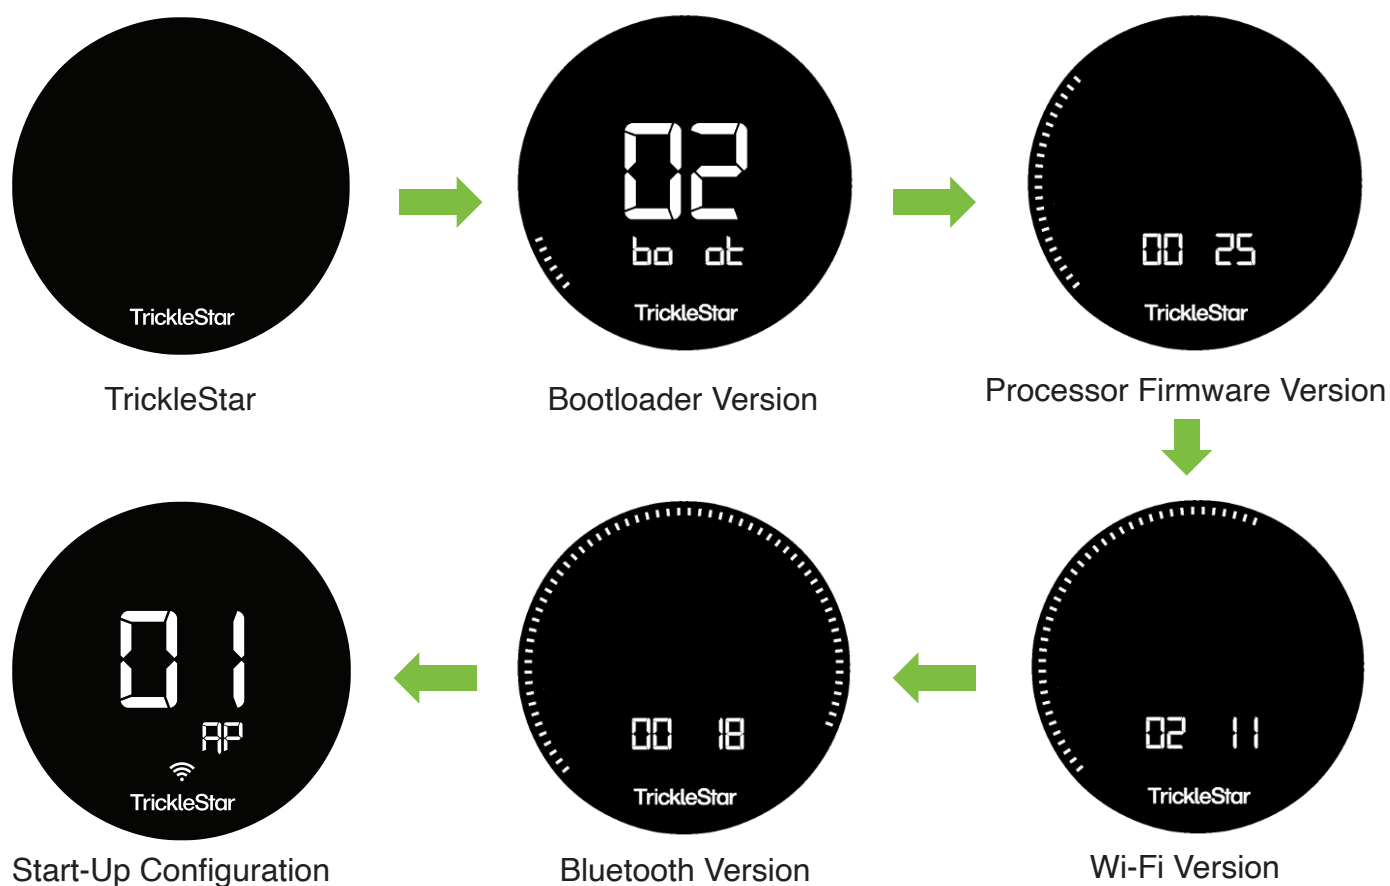 TrickleStar
TrickleStar
02
bo ot
TrickleStar
Bootloader Version
00 25
TrickleStar
Processor Firmware Version
02 11
TrickleStar
Wi-Fi Version
00 18
TrickleStar
Bluetooth Version
01
AP
TrickleStar
Start-Up Configuration